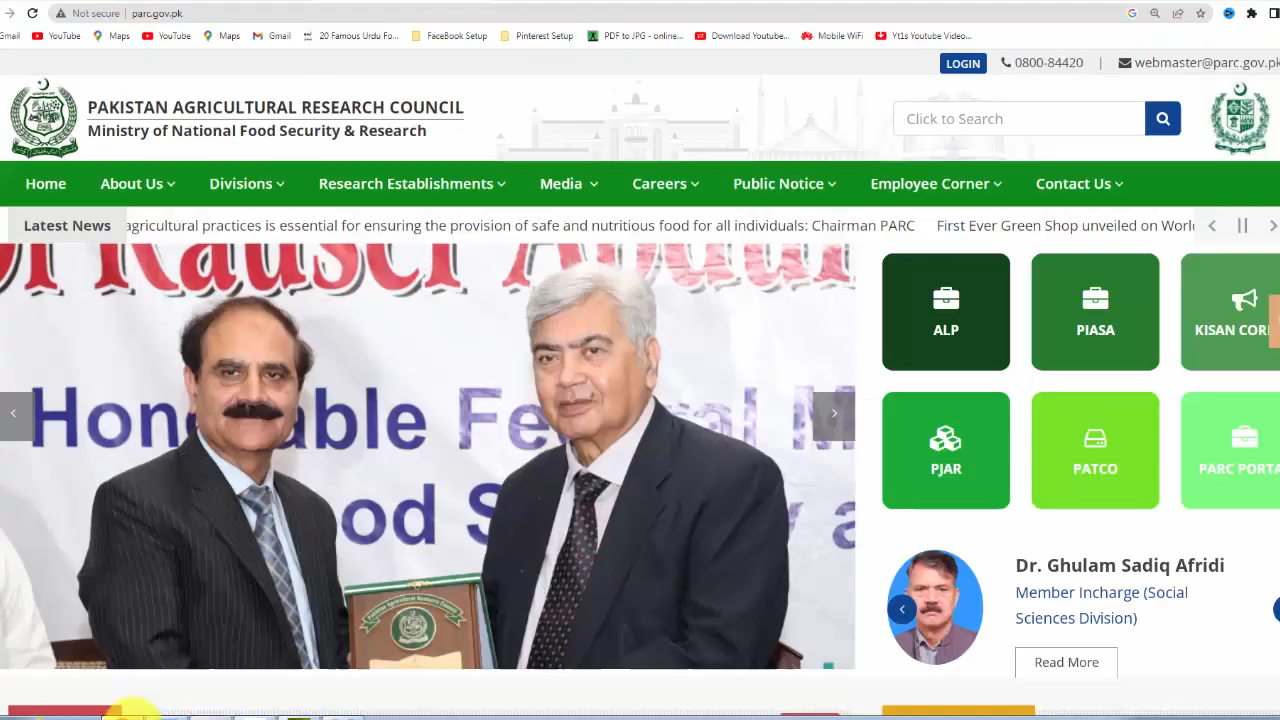 Not secure parc.gov.pk
Gmail YouTube Maps YouTube Maps Gmail 20 Famous Urdu Fo... FaceBook Setup Pinterest Setup PDF to JPG - online... Download Youtube... Mobile WiFi Yt1s Youtube Video...
LOGIN 0800-84420 | webmaster@parc.gov.pk
PAKISTAN AGRICULTURAL RESEARCH COUNCIL
Ministry of National Food Security & Research
Click to Search
Home About Us Divisions Research Establishments Media Careers Public Notice Employee Corner Contact Us
Latest News agricultural practices is essential for ensuring the provision of safe and nutritious food for all individuals: Chairman PARC First Ever Green Shop unveiled on Worl
Honorable Federal M
ood S
ALP PIASA KISAN COR
PJAR PATCO PARC PORTA
Dr. Ghulam Sadiq Afridi
Member Incharge (Social
Sciences Division)
Read More